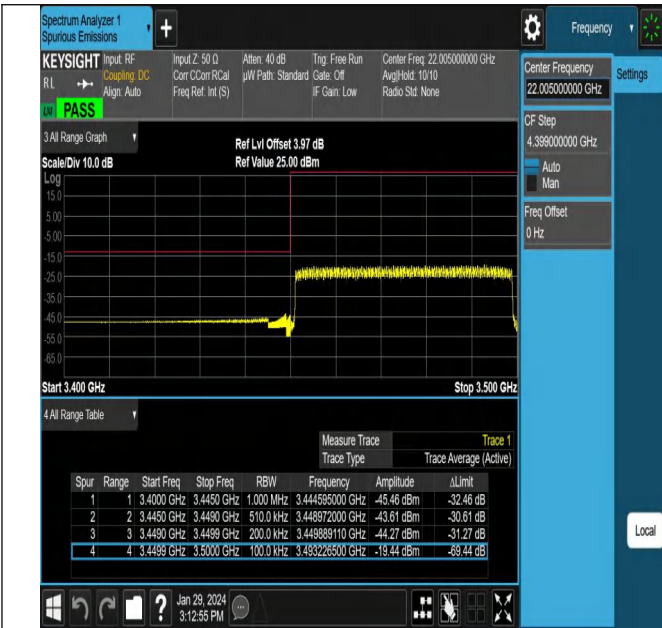 Spectrum Analyzer 1
Spurious Emissions
+
Frequency
KEYSIGHT Input: RF Input Z: 50 Ω Atten: 40 dB Trig: Free Run Center Freq: 22.005000000 GHz
RL Coupling: DC Corr CCorr RCal µW Path: Standard Gate: Off Avg|Hold: 10/10
Align: Auto Freq Ref: Int (S) IF Gain: Low Radio Std: None
PASS
Center Frequency
22.005000000 GHz
Settings
CF Step
4.399000000 GHz
Auto
Man
Freq Offset
0 Hz
3 All Range Graph
Ref Lvl Offset 3.97 dB
Scale/Div 10.0 dB Ref Value 25.00 dBm
Log
15.0
5.00
-5.00
-15.0
-25.0
-35.0
-45.0
-55.0
-65.0
Start 3.400 GHz Stop 3.500 GHz
4 All Range Table
Measure Trace Trace 1
Trace Type Trace Average (Active)
Spur Range Start Freq Stop Freq RBW Frequency Amplitude ΔLimit
1 1 3.4000 GHz 3.4450 GHz 1.000 MHz 3.444595000 GHz -45.46 dBm -32.46 dB
2 2 3.4450 GHz 3.4490 GHz 510.0 kHz 3.448972000 GHz -43.61 dBm -30.61 dB
3 3 3.4490 GHz 3.4499 GHz 200.0 kHz 3.449889110 GHz -44.27 dBm -31.27 dB
4 4 3.4499 GHz 3.5000 GHz 100.0 kHz 3.493226500 GHz -19.44 dBm -69.44 dB
Local
Jan 29, 2024
3:12:55 PM